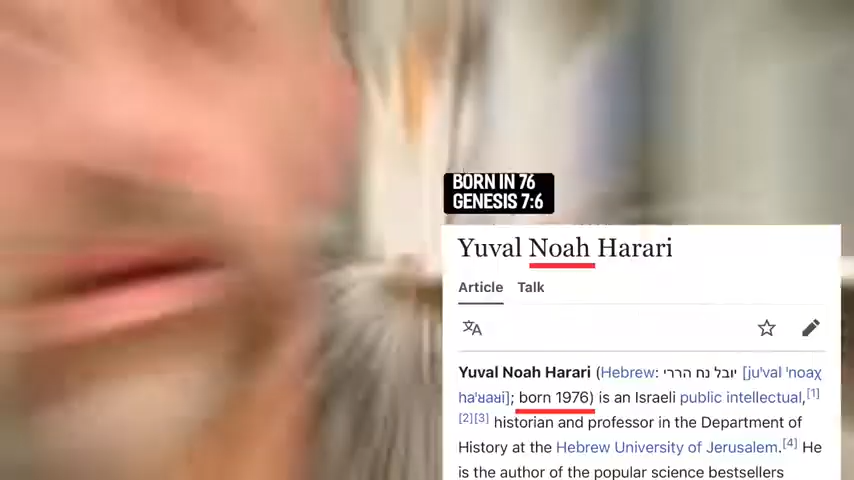 BORN IN 76
GENESIS 7:6
Yuval Noah Harari
Article Talk
Yuval Noah Harari (Hebrew: יובל נח הררי [juˈval ˈnoaχ
haˈʁaʁi]; born 1976) is an Israeli public intellectual,[1]
[2][3] historian and professor in the Department of
History at the Hebrew University of Jerusalem.[4] He
is the author of the popular science bestsellers